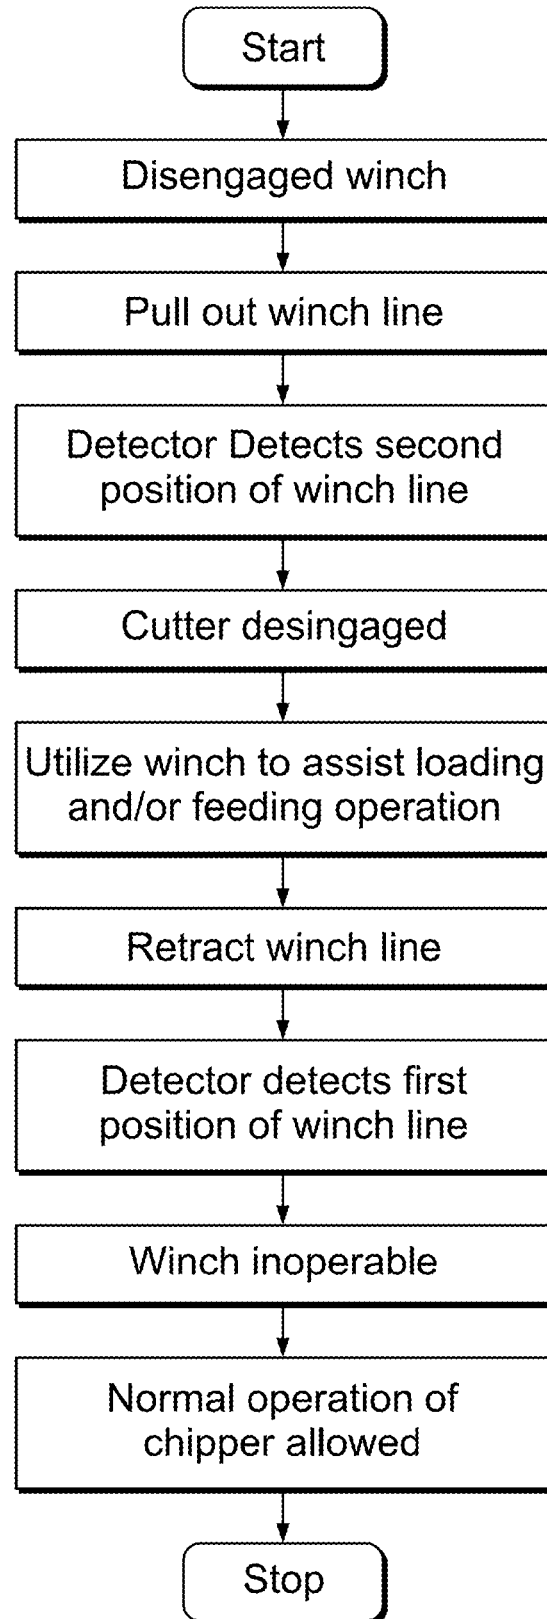 Start
Disengaged winch
Pull out winch line
Detector Detects second
position of winch line
Cutter desingaged
Utilize winch to assist loading
and/or feeding operation
Retract winch line
Detector detects first
position of winch line
Winch inoperable
Normal operation of
chipper allowed
Stop